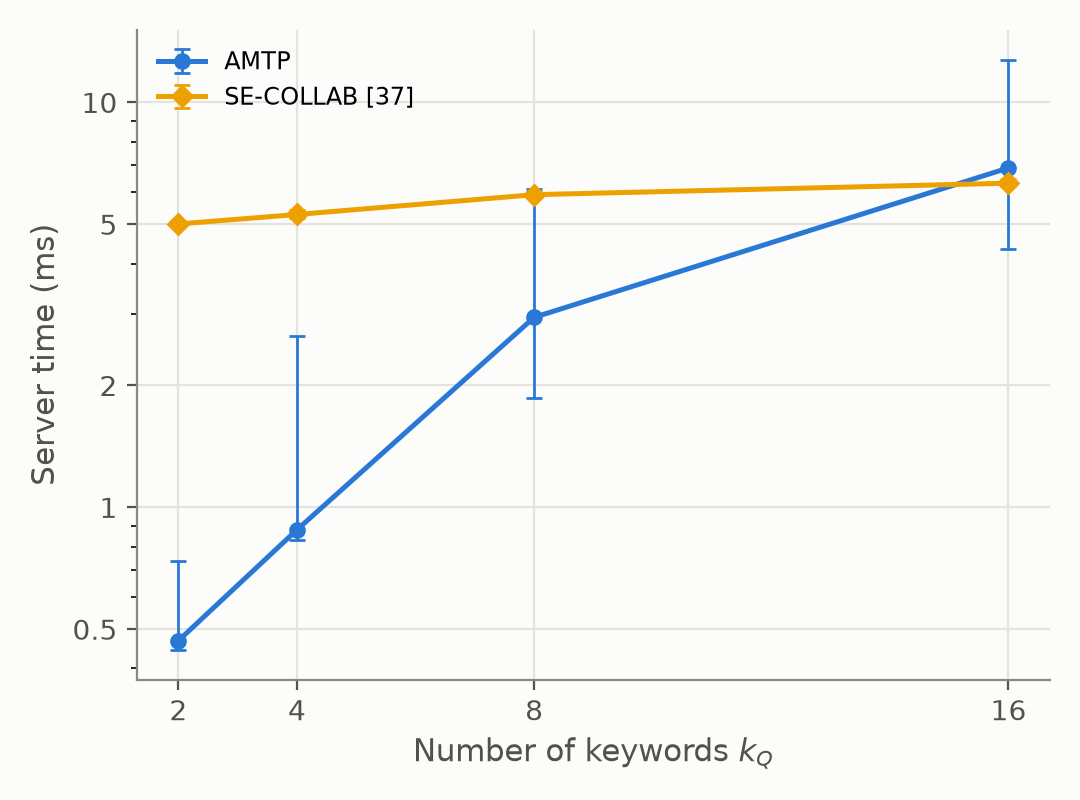 AMTP
SE-COLLAB [37]
10
5
2
1
0.5
Server time (ms)
2 4 8 16
Number of keywords k_Q